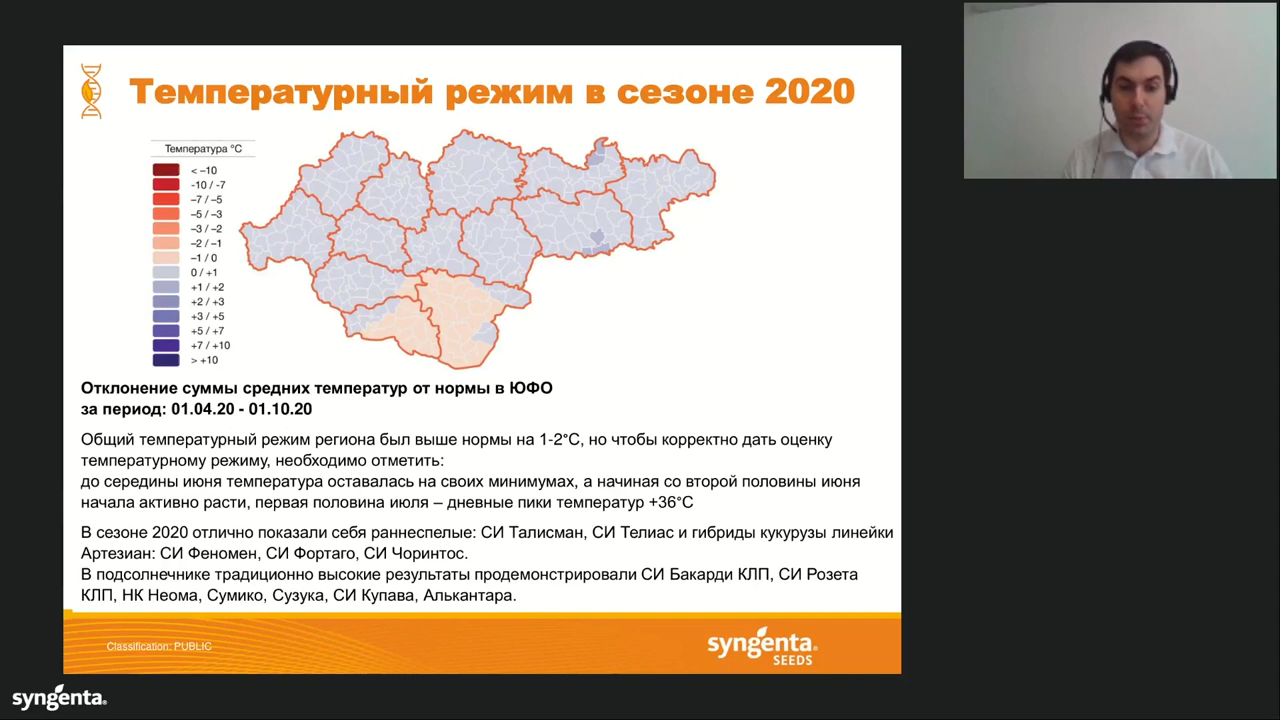 Температурный режим в сезоне 2020
Температура °C
< –10
-10 / -7
–7 / –5
–5 / –3
–3 / –2
–2 / –1
–1 / 0
0 / +1
+1 / +2
+2 / +3
+3 / +5
+5 / +7
+7 / +10
> +10
Отклонение суммы средних температур от нормы в ЮФО
за период: 01.04.20 - 01.10.20
Общий температурный режим региона был выше нормы на 1-2°С, но чтобы корректно дать оценку
температурному режиму, необходимо отметить:
до середины июня температура оставалась на своих минимумах, а начиная со второй половины июня
начала активно расти, первая половина июля – дневные пики температур +36°С
В сезоне 2020 отлично показали себя раннеспелые: СИ Талисман, СИ Телиас и гибриды кукурузы линейки
Артезиан: СИ Феномен, СИ Фортаго, СИ Чоринтос.
В подсолнечнике традиционно высокие результаты продемонстрировали СИ Бакарди КЛП, СИ Розета
КЛП, НК Неома, Сумико, Сузука, СИ Купава, Алькантара.
Classification: PUBLIC
syngenta
SEEDS
syngenta